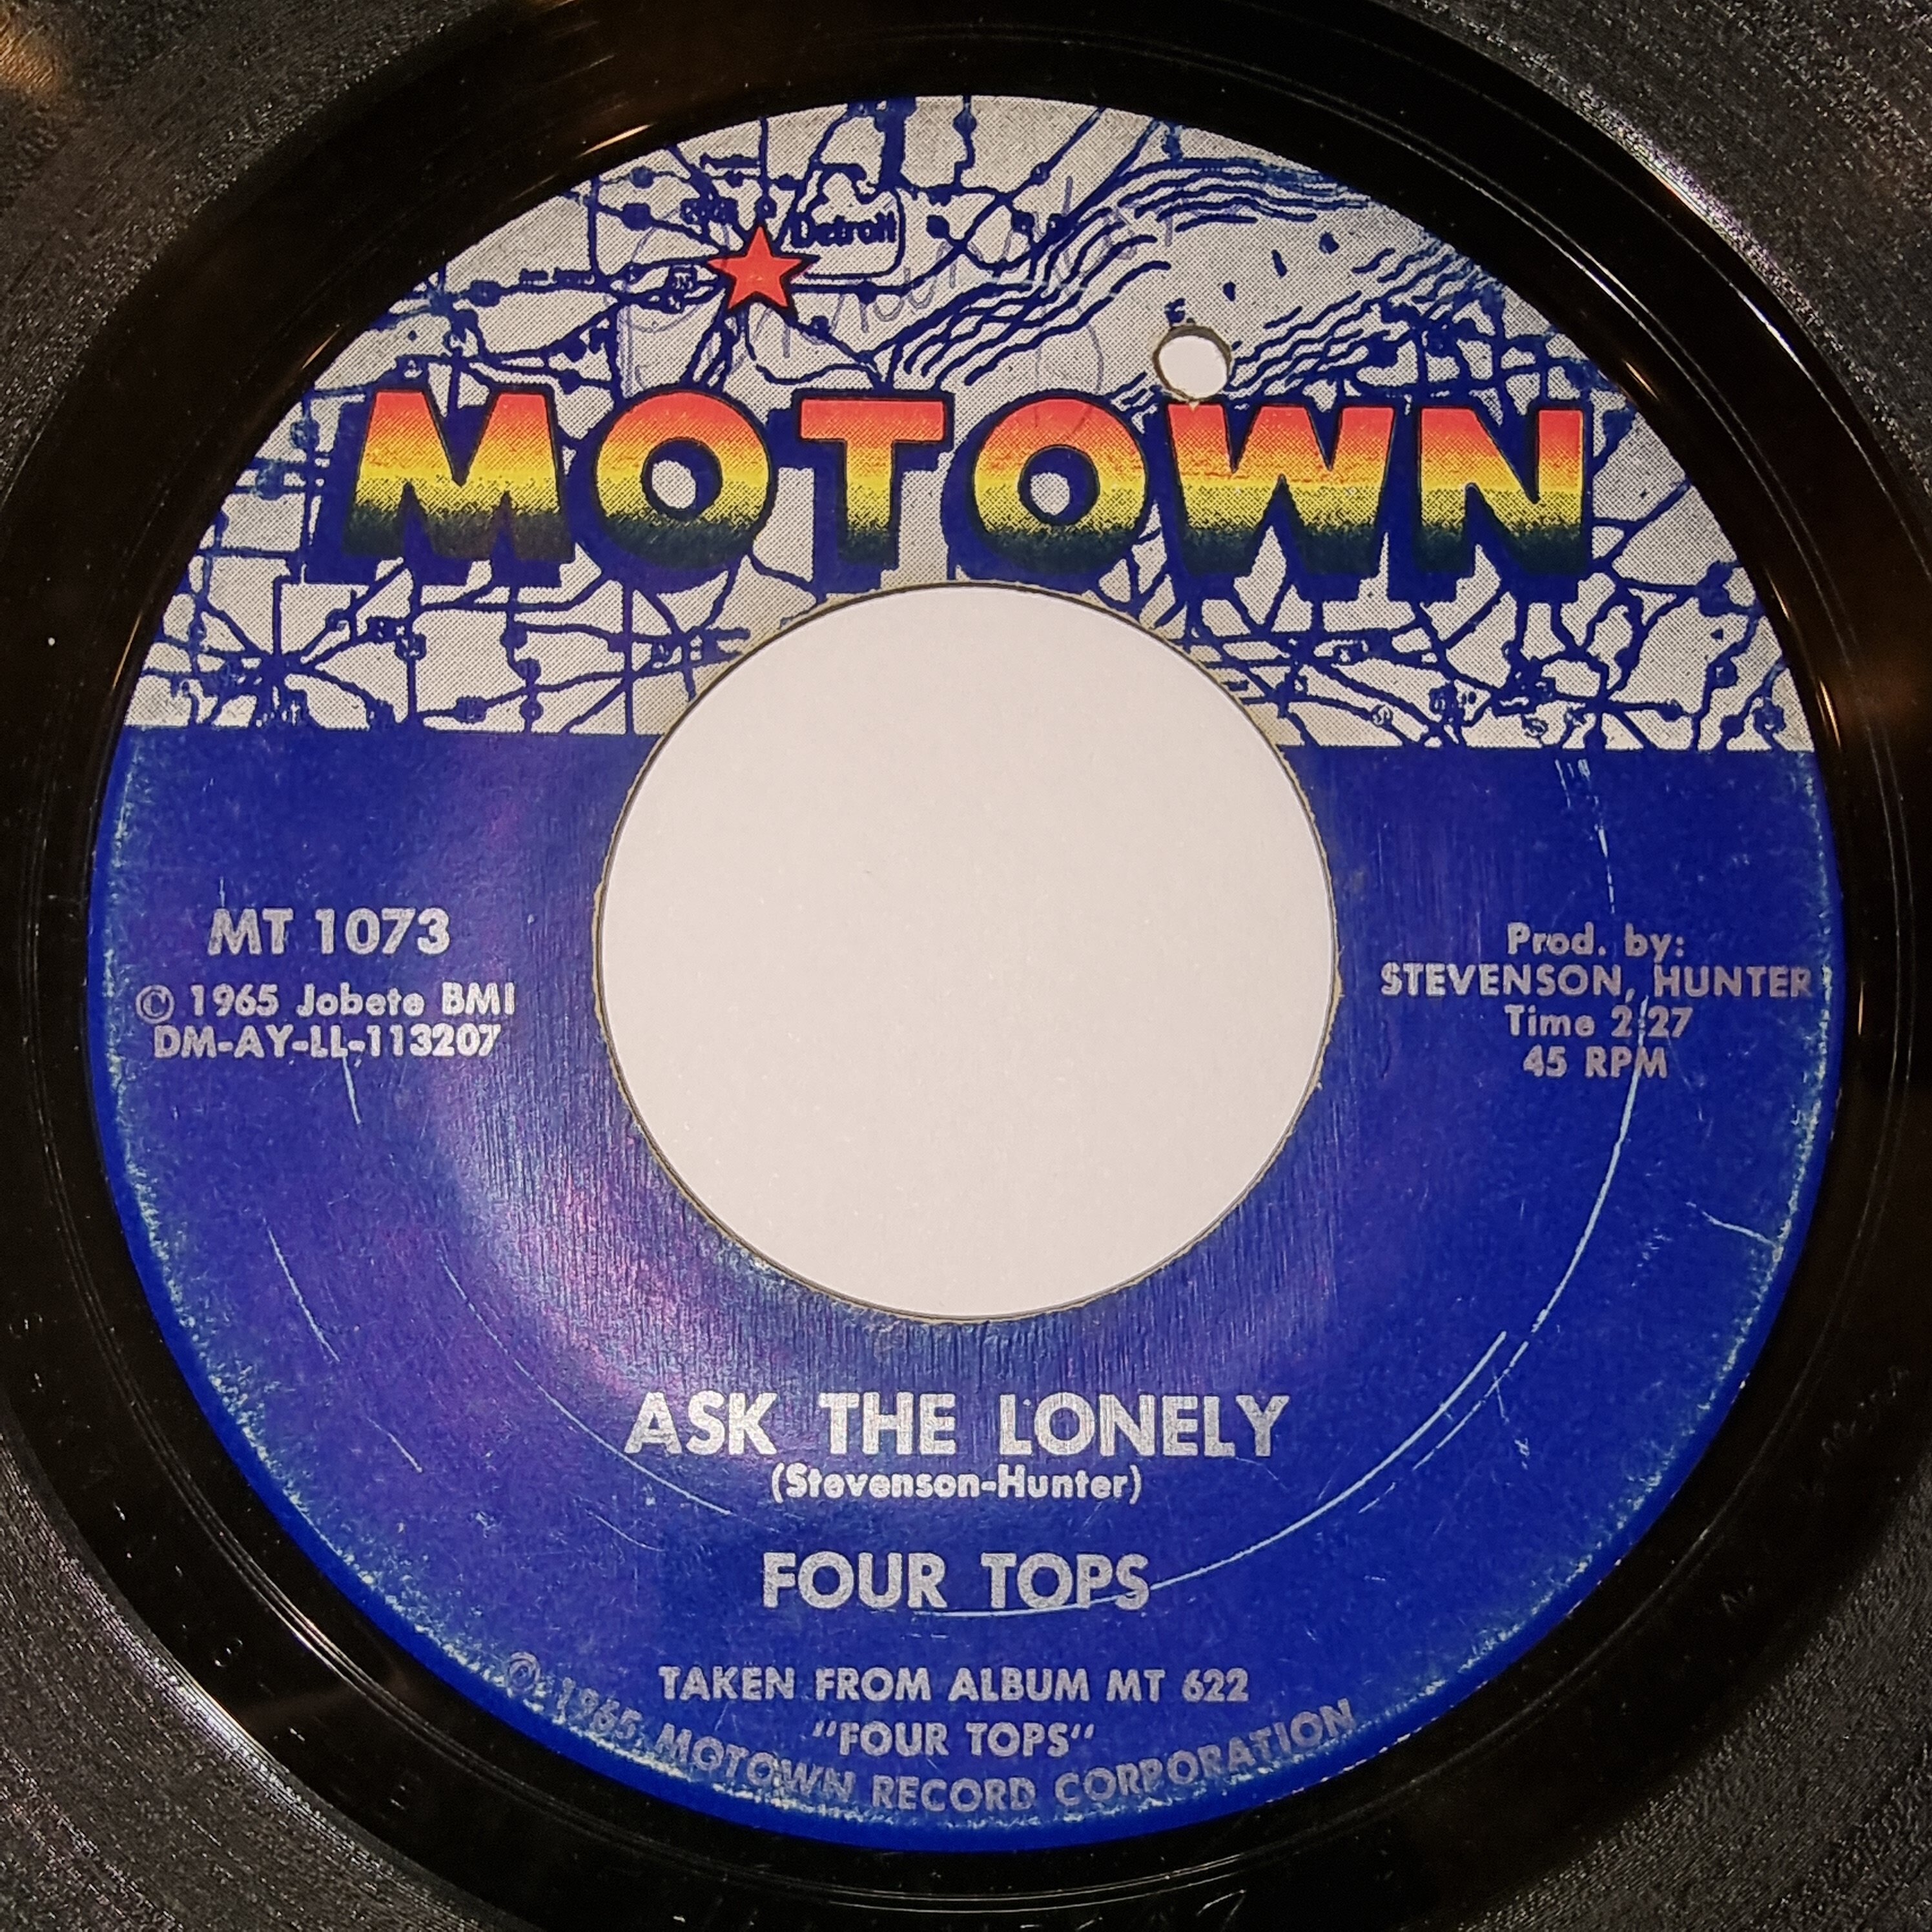 Detroit
MOTOWN
MT 1073
© 1965 Jobete BMI
DM-AY-LL-113207
Prod. by:
STEVENSON, HUNTER
Time 2:27
45 RPM
ASK THE LONELY
(Stevenson-Hunter)
FOUR TOPS
TAKEN FROM ALBUM MT 622
"FOUR TOPS"
© 1965, MOTOWN RECORD CORPORATION